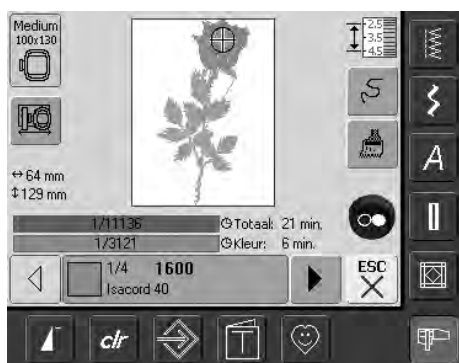 Medium
100x130
2.5
3.5
4.5
↔64 mm
↕129 mm
1/11136 Totaal: 21 min.
1/3121 Kleur: 6 min.
1/4 1600
Isacord 40
ESC
A
clr
T